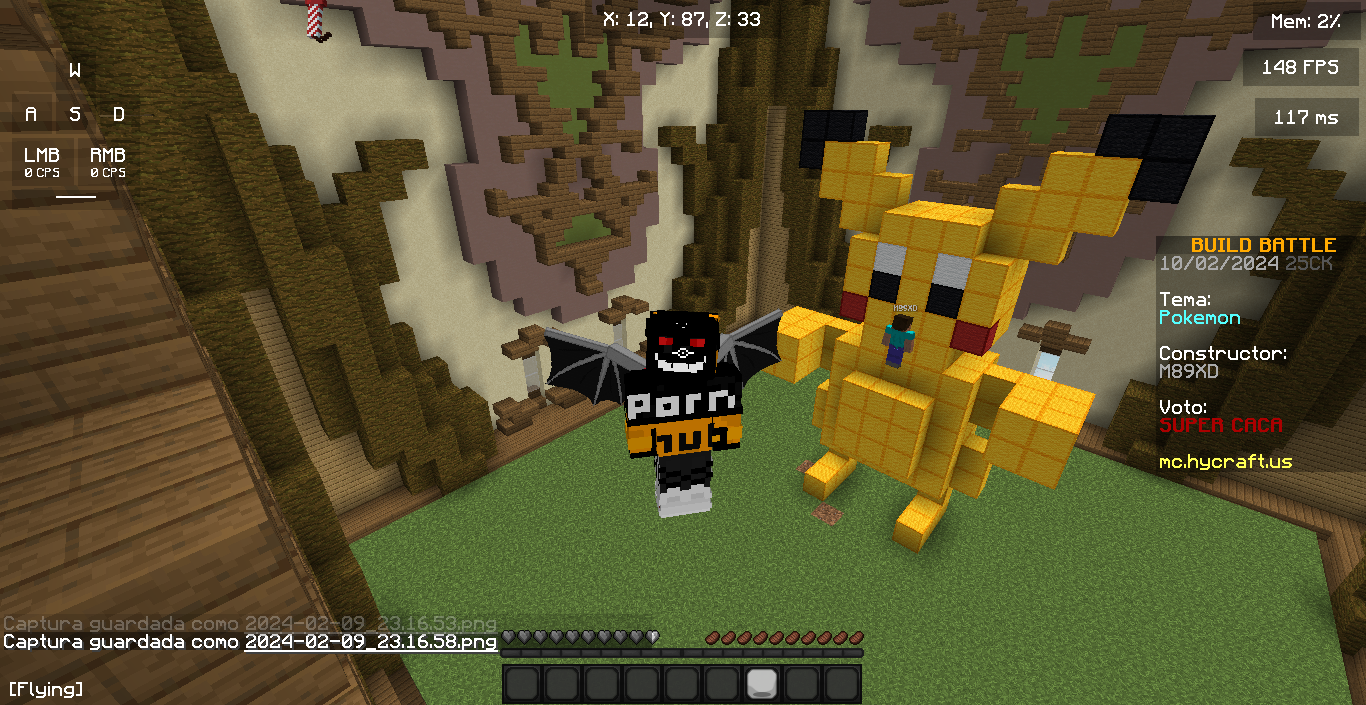 X: 12, Y: 87, Z: 33
Mem: 2%
148 FPS
117 ms
W
A S D
LMB RMB
0 CPS 0 CPS
BUILD BATTLE
10/02/2024 25CK
Tema:
Pokemon
Constructor:
M89XD
Voto:
SUPER CACA
mc.hycraft.us
M89XD
Porn
hub
Captura guardada como 2024-02-09_23.16.53.png
Captura guardada como 2024-02-09_23.16.58.png
[Flying]